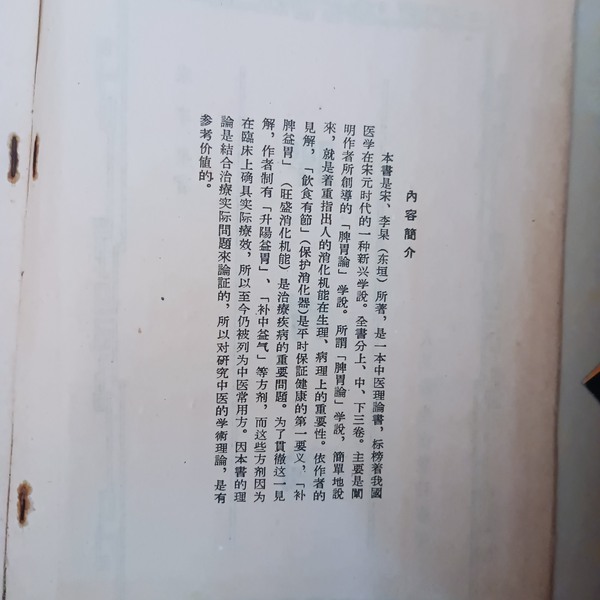 內容簡介
本書是宋、李杲（东垣）所著，是一本中医理論書，标榜着我國
医学在宋元时代的一种新兴学說。全書分上、中、下三卷。主要是闡
明作者所創導的「脾胃論」学說。所謂「脾胃論」学說，簡單地說
來，就是着重指出人的消化机能在生理、病理上的重要性。依作者的
見解，「飲食有節」（保护消化器）是平时保証健康的第一要义，「补
脾益胃」（旺盛消化机能）是治療疾病的重要問題。为了貫徹这一見
解，作者制有「升陽益胃」、「补中益气」等方剂，而这些方剂因为
在臨床上确具实际療效，所以至今仍被列为中医常用方。因本書的理
論是結合治療实际問題來論証的，所以对研究中医的学術理論，是有
参考价値的。